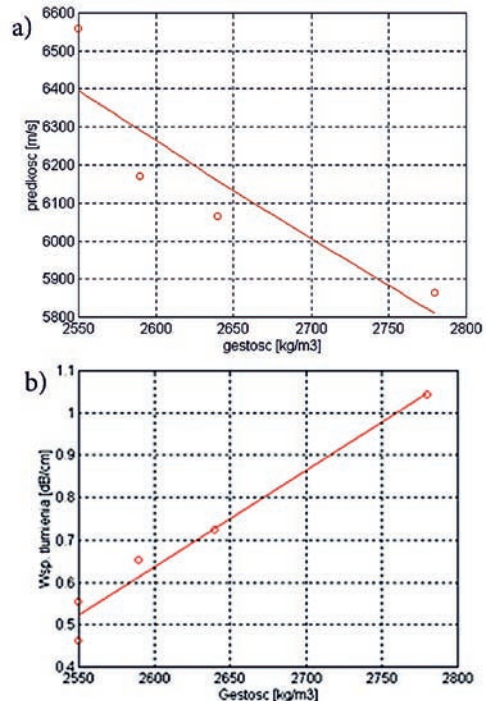 a)
6600
6500
6400
6300
6200
6100
6000
5900
5800
predkosc [m/s]
2550 2600 2650 2700 2750 2800
gestosc [kg/m3]
b)
1.1
1
0.9
0.8
0.7
0.6
0.5
0.4
Wsp. tlumienia [dB/cm]
2550 2600 2650 2700 2750 2800
Gestosc [kg/m3]